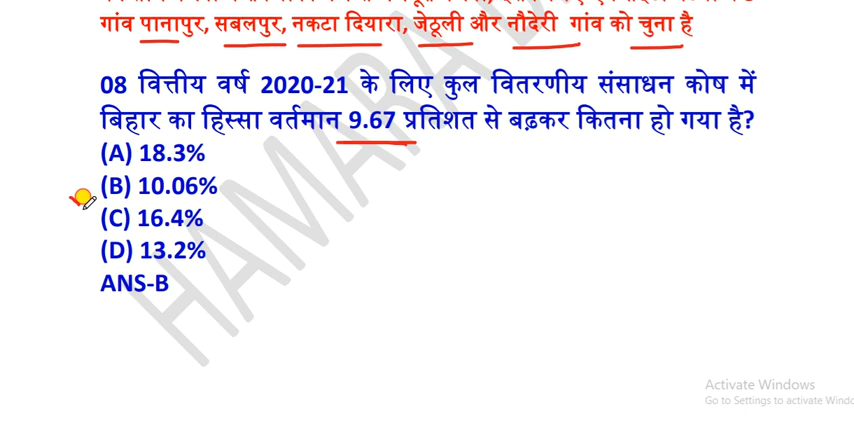 गांव पानापुर, सबलपुर, नकटा दियारा, जेठूली और नौदेरी गांव को चुना है
08 वित्तीय वर्ष 2020-21 के लिए कुल वितरणीय संसाधन कोष में
बिहार का हिस्सा वर्तमान 9.67 प्रतिशत से बढ़कर कितना हो गया है?
(A) 18.3%
(B) 10.06%
(C) 16.4%
(D) 13.2%
ANS-B
HAMARA
Activate Windows
Go to Settings to activate Windo